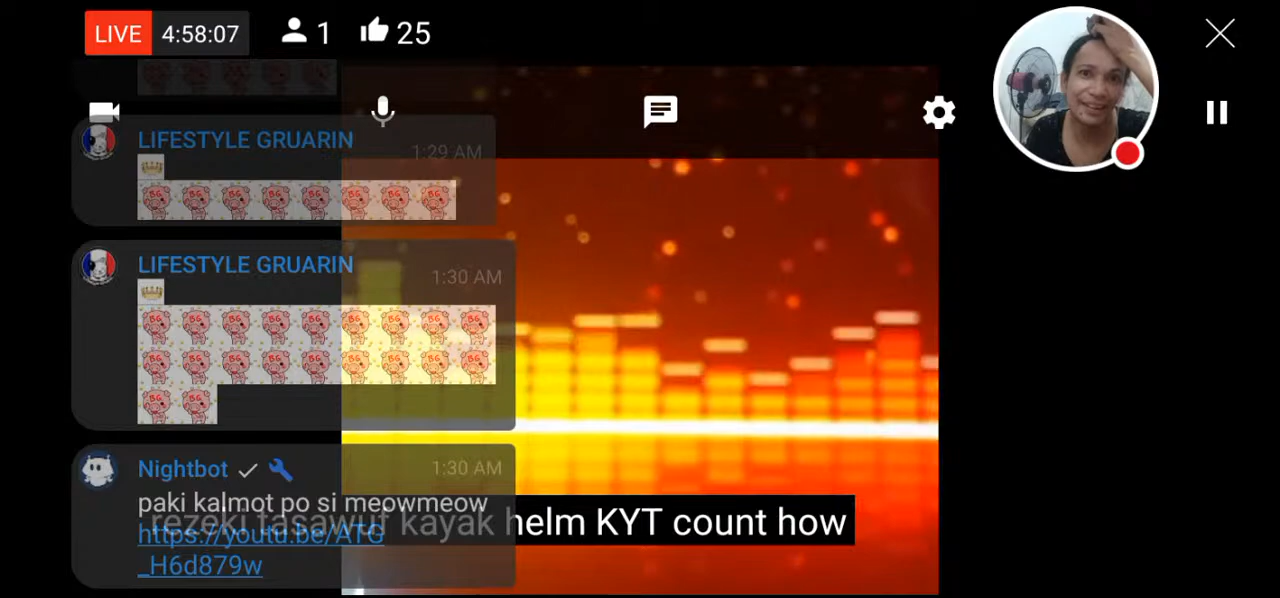 LIVE 4:58:07 1 25
LIFESTYLE GRUARIN 1:29 AM
LIFESTYLE GRUARIN 1:30 AM
Nightbot 1:30 AM
paki kalmot po si meowmeow
https://youtu.be/ATG
_H6d879w
rezeki tasawuf kayak helm KYT count how